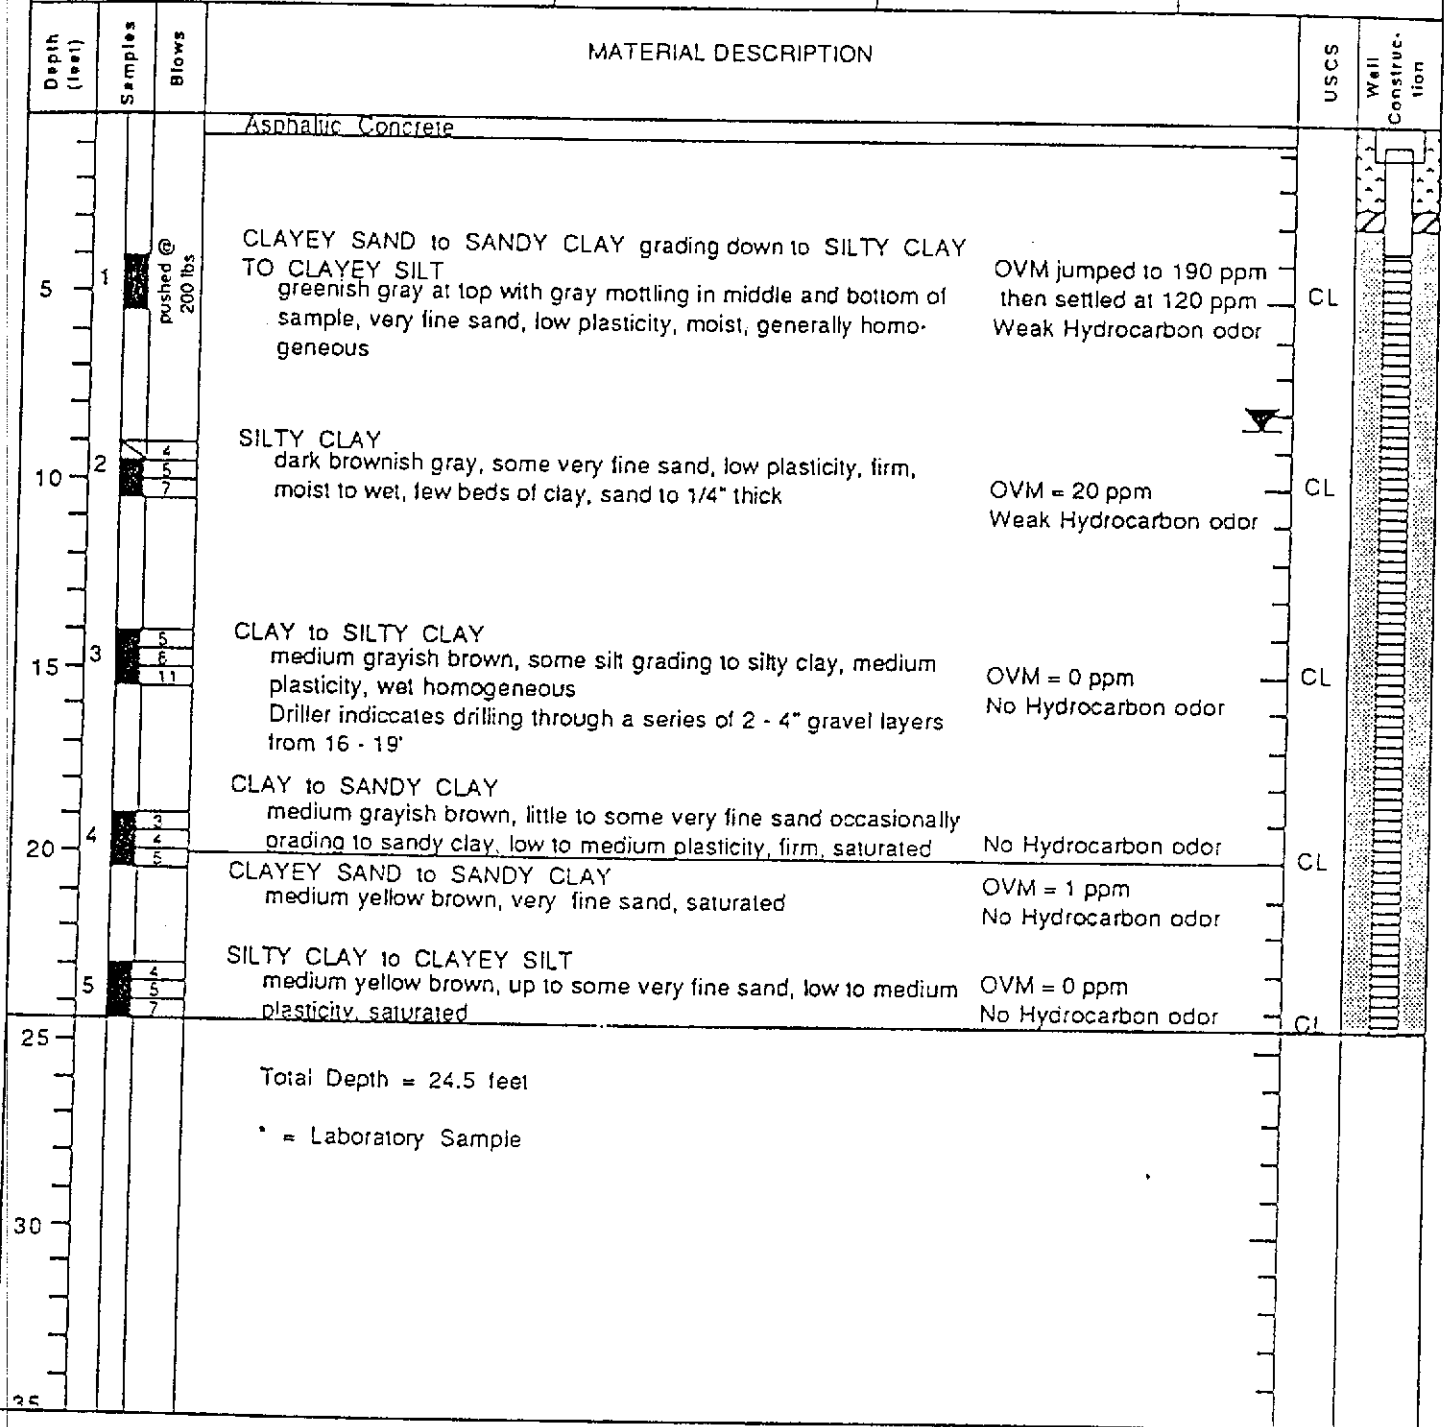 Depth (feet)
Samples
Blows
MATERIAL DESCRIPTION
USCS
Well Construc-tion
Asphaltic Concrete
CLAYEY SAND to SANDY CLAY grading down to SILTY CLAY
TO CLAYEY SILT
greenish gray at top with gray mottling in middle and bottom of
sample, very fine sand, low plasticity, moist, generally homo-
geneous
OVM jumped to 190 ppm
then settled at 120 ppm
Weak Hydrocarbon odor
5
1
pushed @
200 lbs
CL
SILTY CLAY
dark brownish gray, some very fine sand, low plasticity, firm,
moist to wet, few beds of clay, sand to 1/4" thick
OVM = 20 ppm
Weak Hydrocarbon odor
10
2
5
7
CL
CLAY to SILTY CLAY
medium grayish brown, some silt grading to silty clay, medium
plasticity, wet homogeneous
Driller indiccates drilling through a series of 2 - 4" gravel layers
from 16 - 19'
OVM = 0 ppm
No Hydrocarbon odor
15
3
5
11
CL
CLAY to SANDY CLAY
medium grayish brown, little to some very fine sand occasionally
grading to sandy clay, low to medium plasticity, firm, saturated
No Hydrocarbon odor
20
4
3
4
5
CL
CLAYEY SAND to SANDY CLAY
medium yellow brown, very fine sand, saturated
OVM = 1 ppm
No Hydrocarbon odor
SILTY CLAY to CLAYEY SILT
medium yellow brown, up to some very fine sand, low to medium
plasticity, saturated
OVM = 0 ppm
No Hydrocarbon odor
5
4
5
7
CL
25
Total Depth = 24.5 feet
* = Laboratory Sample
30
35